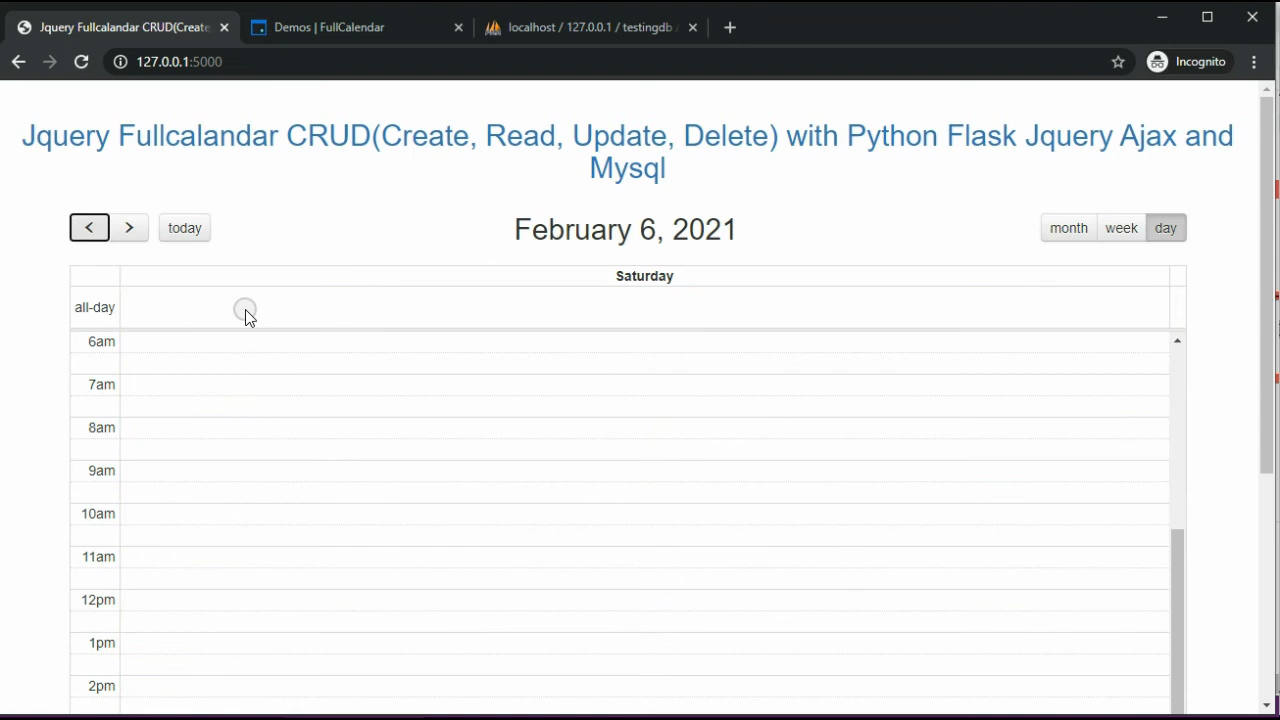 Jquery Fullcalandar CRUD(Create
Demos | FullCalendar
localhost / 127.0.0.1 / testingdb /
127.0.0.1:5000
Incognito
Jquery Fullcalandar CRUD(Create, Read, Update, Delete) with Python Flask Jquery Ajax and
Mysql
today
February 6, 2021
month week day
Saturday
all-day
6am
7am
8am
9am
10am
11am
12pm
1pm
2pm